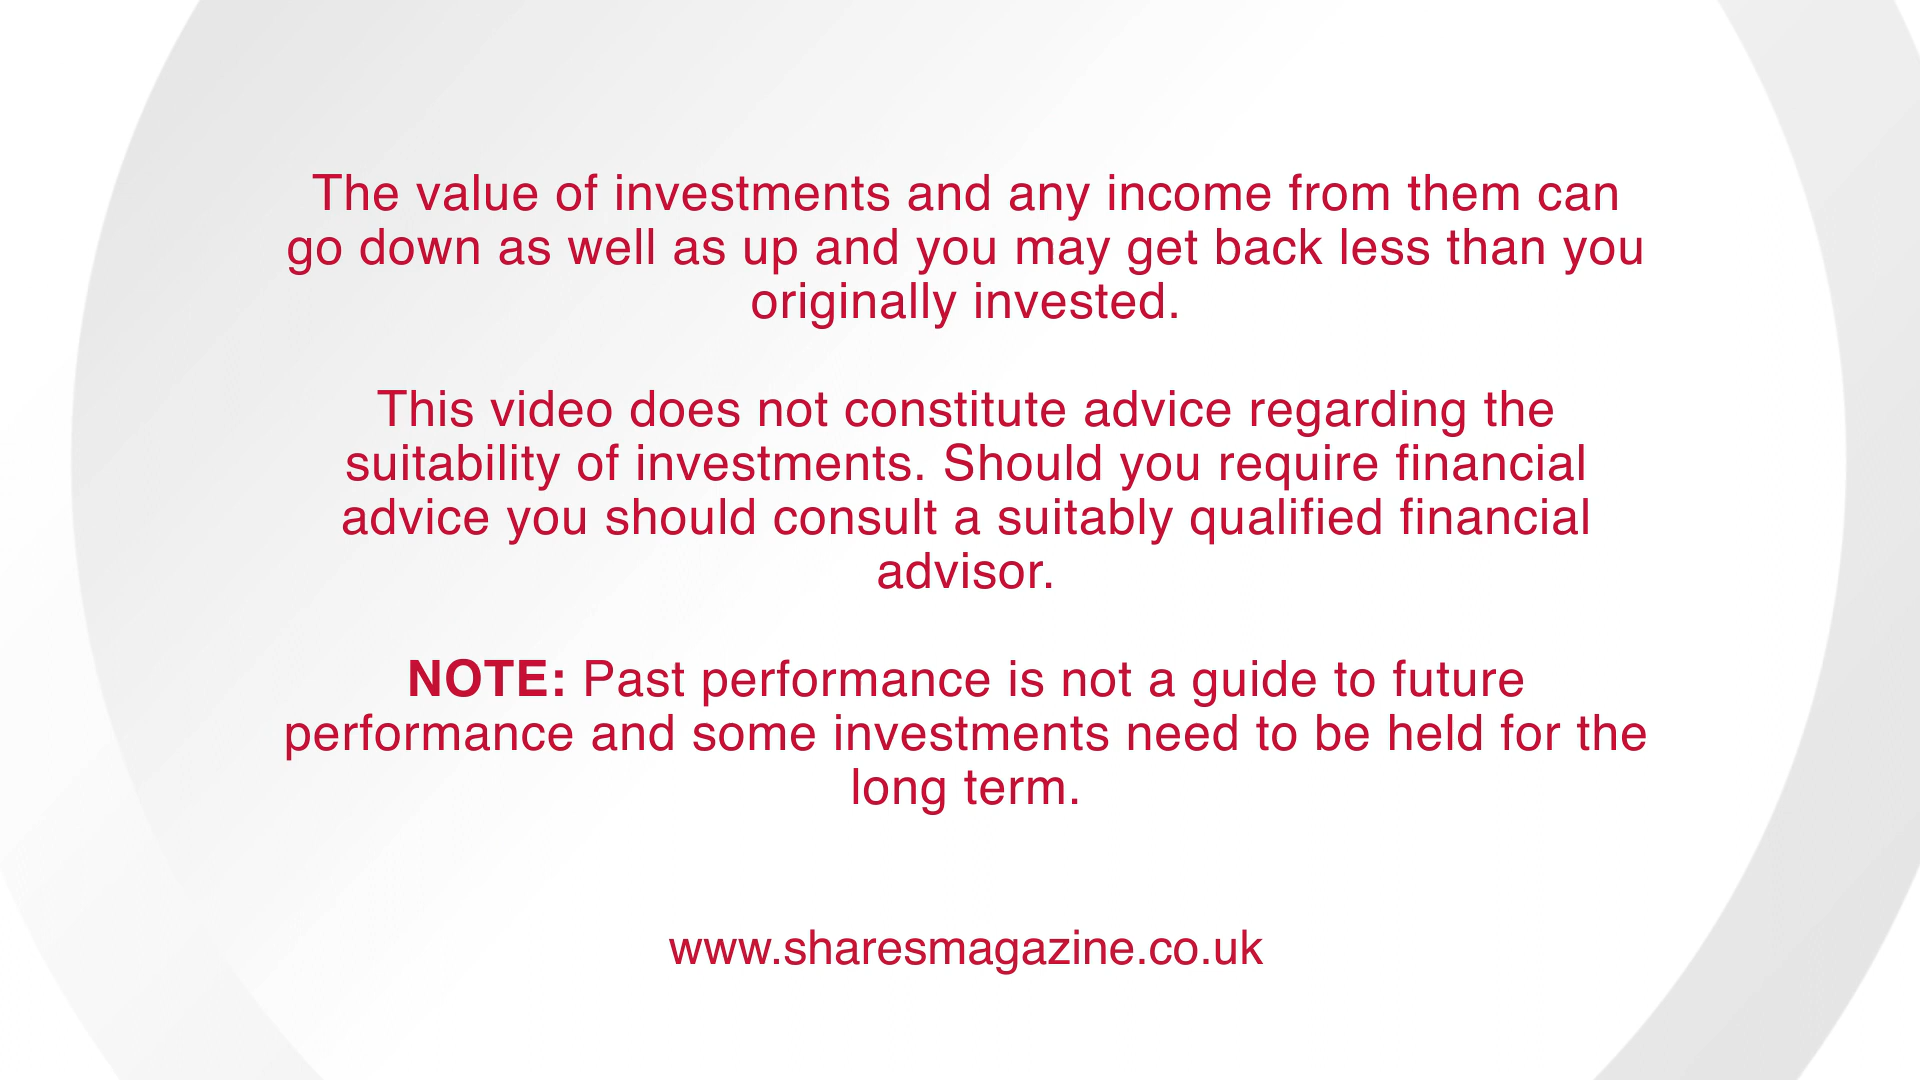 The value of investments and any income from them can
go down as well as up and you may get back less than you
originally invested.
This video does not constitute advice regarding the
suitability of investments. Should you require financial
advice you should consult a suitably qualified financial
advisor.
NOTE: Past performance is not a guide to future
performance and some investments need to be held for the
long term.
www.sharesmagazine.co.uk